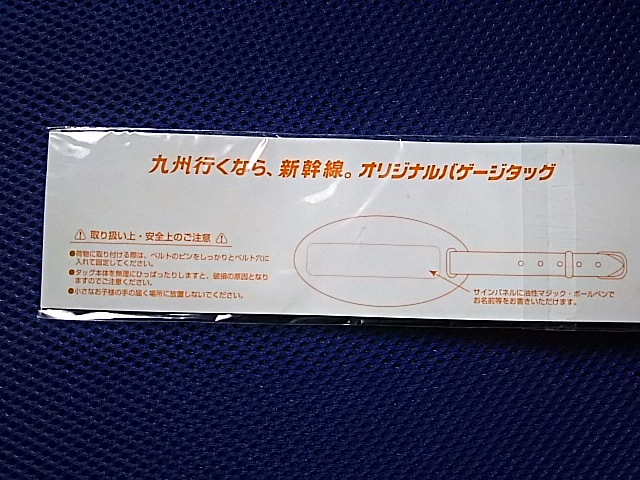 九州行くなら、新幹線。オリジナルバゲージタッグ
取り扱い上・安全上のご注意
●荷物に取り付ける際は、ベルトのピンをしっかりとベルト穴に
入れて固定してください。
●タッグ本体を無理にひっぱったりしますと、破損の原因となり
ますのでご注意ください。
●小さなお子様の手の届く場所に放置しないでください。
サインパネルに油性マジック・ボールペンで
お名前等をお書きいただけます。